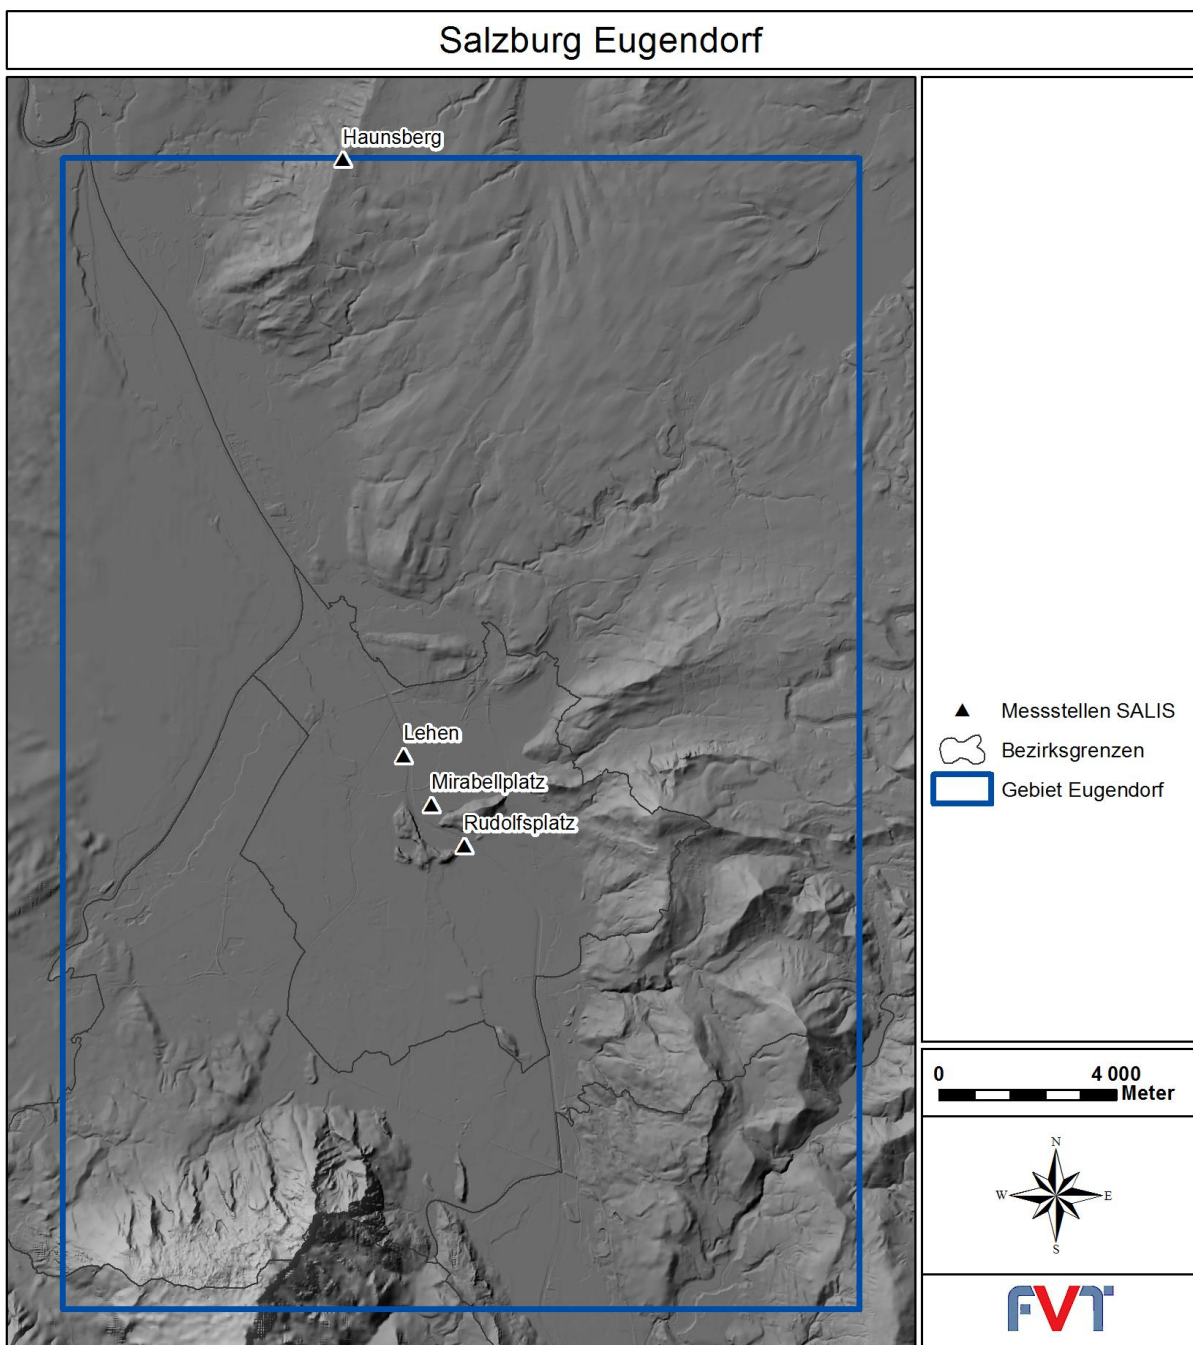 Salzburg Eugendorf
Haunsberg
Lehen
Mirabellplatz
Rudolfsplatz
Messstellen SALIS
Bezirksgrenzen
Gebiet Eugendorf
0 4 000
Meter
N
W E
S
FVT